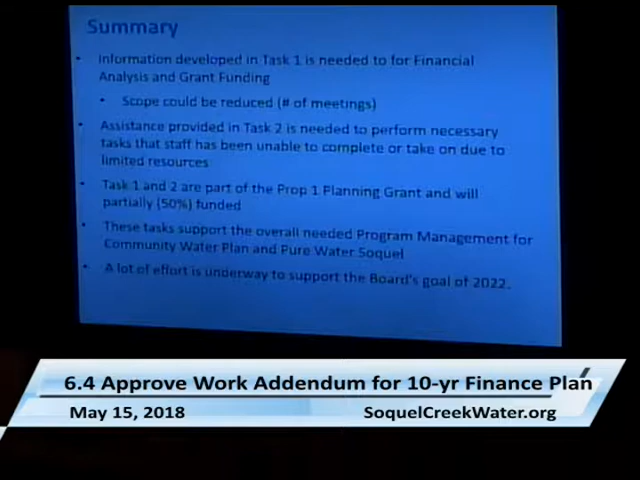 Summary
• Information developed in Task 1 is needed to for Financial
Analysis and Grant Funding
• Scope could be reduced (# of meetings)
• Assistance provided in Task 2 is needed to perform necessary
tasks that staff has been unable to complete or take on due to
limited resources
• Task 1 and 2 are part of the Prop 1 Planning Grant and will
partially (50%) funded
• These tasks support the overall needed Program Management for
Community Water Plan and Pure Water Soquel
• A lot of effort is underway to support the Board's goal of 2022.
6.4 Approve Work Addendum for 10-yr Finance Plan
May 15, 2018 SoquelCreekWater.org